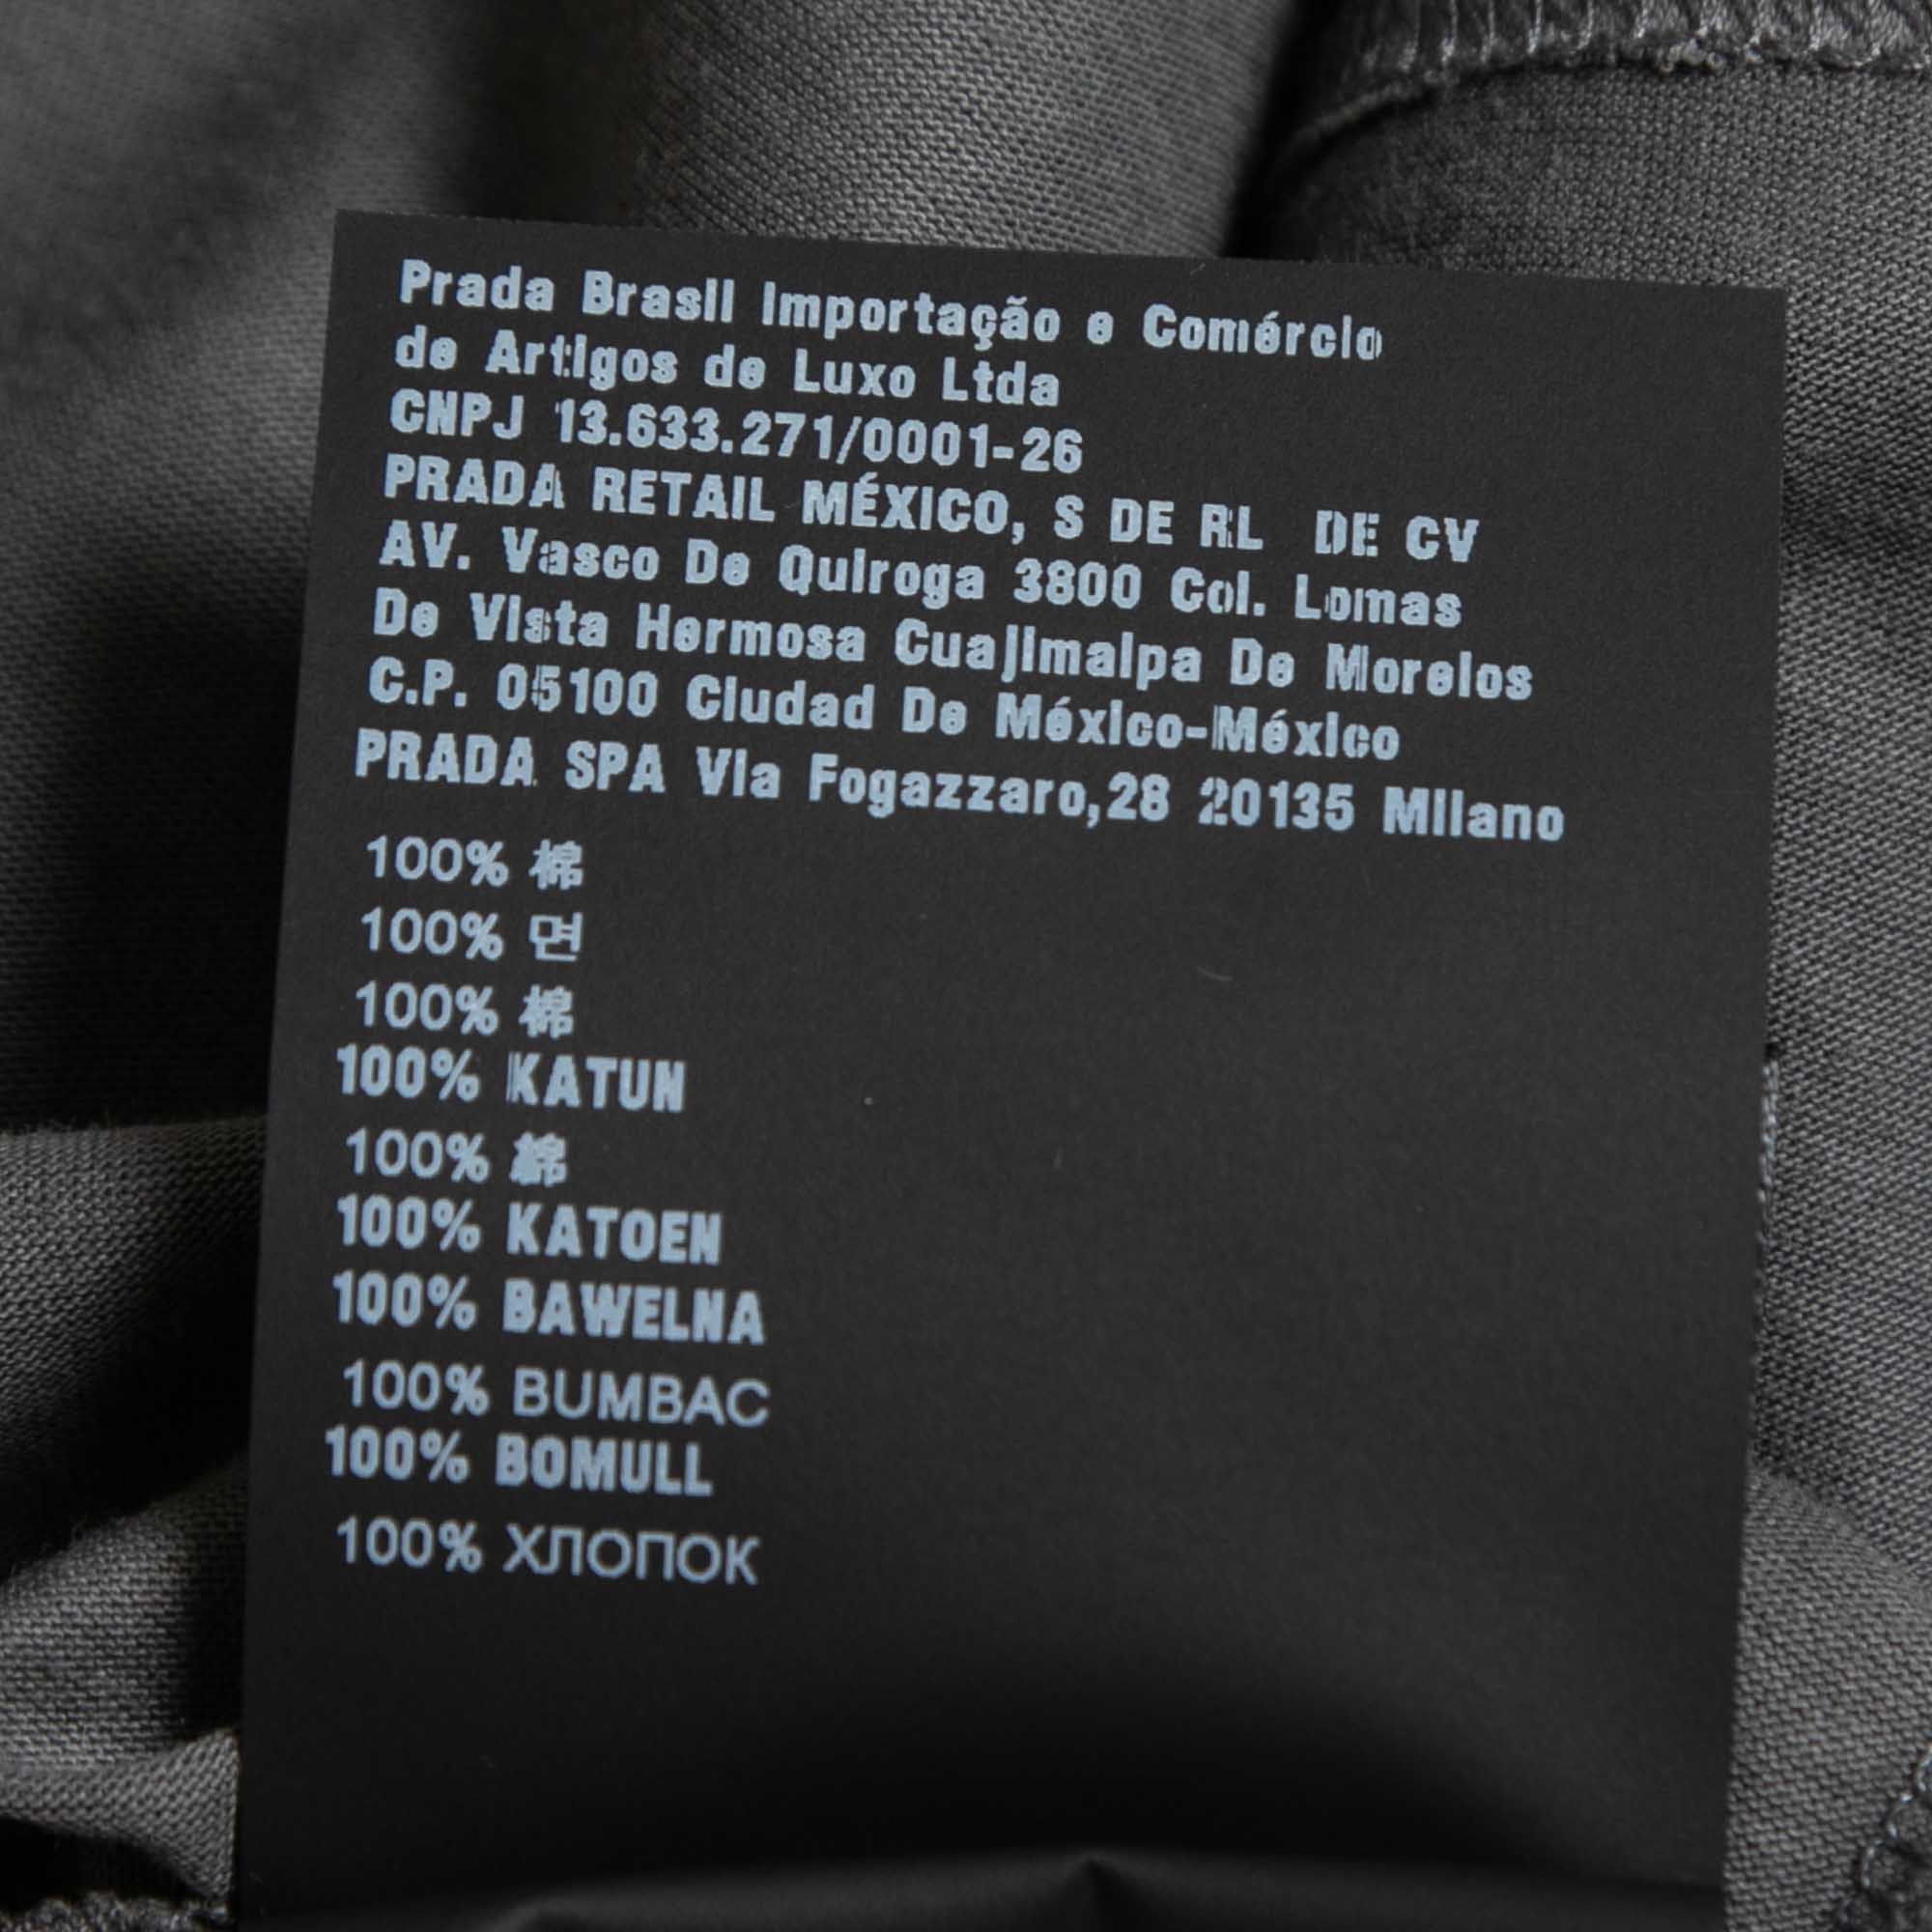 Prada Brasil Importação e Comércio
de Artigos de Luxo Ltda
CNPJ 13.633.271/0001-26
PRADA RETAIL MÉXICO, S DE RL DE CV
AV. Vasco De Quiroga 3800 Col. Lomas
De Vista Hermosa Cuajimalpa De Morelos
C.P. 05100 Ciudad De México-México
PRADA SPA Via Fogazzaro,28 20135 Milano
100% 棉
100% 면
100% 棉
100% KATUN
100% 綿
100% KATOEN
100% BAWELNA
100% BUMBAC
100% BOMULL
100% ХЛОПОК